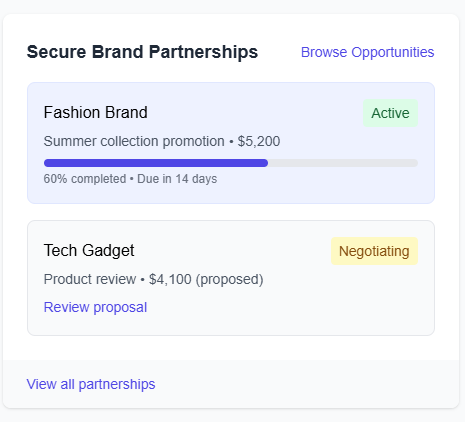 Secure Brand Partnerships Browse Opportunities
Fashion Brand Active
Summer collection promotion • $5,200
60% completed • Due in 14 days
Tech Gadget Negotiating
Product review • $4,100 (proposed)
Review proposal
View all partnerships